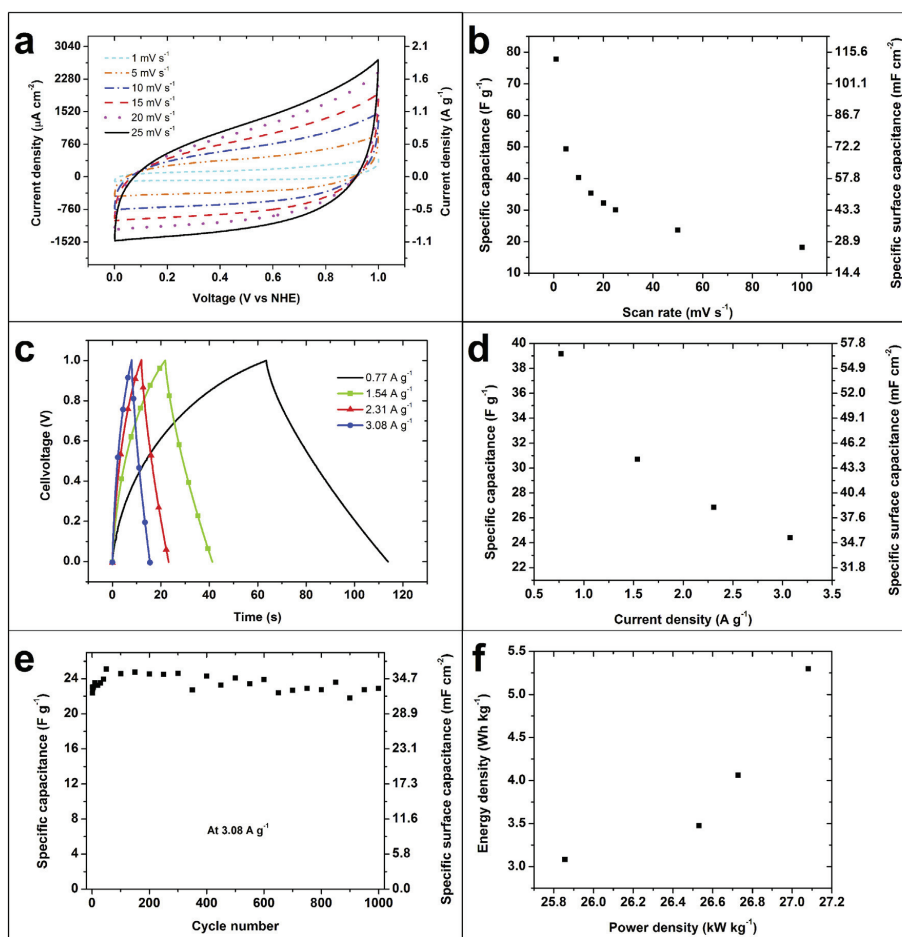 a
3040
2280
1520
760
0
-760
-1520
2.1
1.8
1.4
1.1
0.5
0.0
-0.5
-1.1
1 mV s⁻¹
5 mV s⁻¹
10 mV s⁻¹
15 mV s⁻¹
20 mV s⁻¹
25 mV s⁻¹
Current density (µA cm⁻²)
Current density (A g⁻¹)
0.0 0.2 0.4 0.6 0.8 1.0
Voltage (V vs NHE)
b
80
70
60
50
40
30
20
10
115.6
101.1
86.7
72.2
57.8
43.3
28.9
14.4
Specific capacitance (F g⁻¹)
Specific surface capacitance (mF cm⁻²)
0 20 40 60 80 100
Scan rate (mV s⁻¹)
c
1.0
0.8
0.6
0.4
0.2
0.0
0.77 A g⁻¹
1.54 A g⁻¹
2.31 A g⁻¹
3.08 A g⁻¹
Cellvoltage (V)
0 20 40 60 80 100 120
Time (s)
d
40
38
36
34
32
30
28
26
24
22
57.8
54.9
52.0
49.1
46.2
43.3
40.4
37.6
34.7
31.8
Specific capacitance (F g⁻¹)
Specific surface capacitance (mF cm⁻²)
0.5 1.0 1.5 2.0 2.5 3.0 3.5
Current density (A g⁻¹)
e
24
22
16
12
8
4
0
34.7
28.9
23.1
17.3
11.6
5.8
0.0
At 3.08 A g⁻¹
Specific capacitance (F g⁻¹)
Specific surface capacitance (mF cm⁻²)
0 200 400 600 800 1000
Cycle number
f
5.5
5.0
4.5
4.0
3.5
3.0
Energy density (Wh kg⁻¹)
25.8 26.0 26.2 26.4 26.6 26.8 27.0 27.2
Power density (kW kg⁻¹)